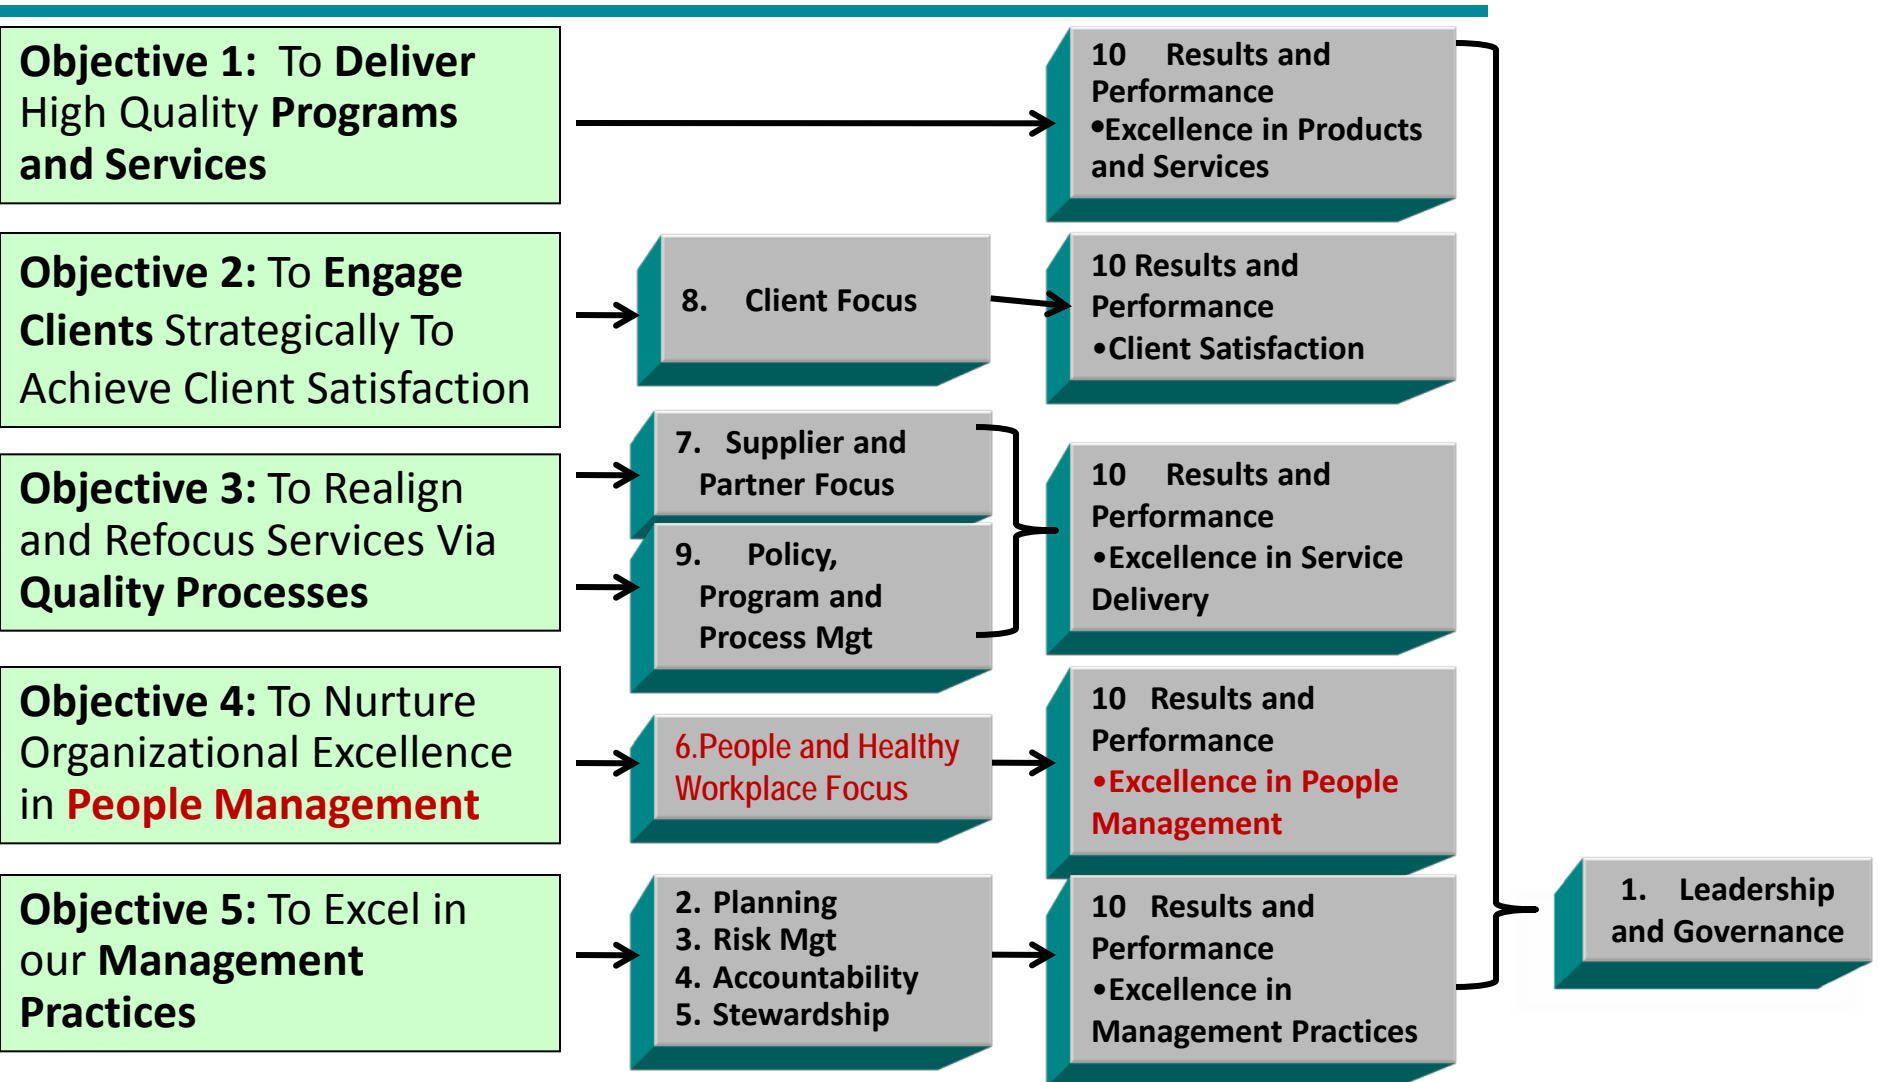 Objective 1: To Deliver
High Quality Programs
and Services
10 Results and
Performance
•Excellence in Products
and Services
Objective 2: To Engage
Clients Strategically To
Achieve Client Satisfaction
8. Client Focus
10 Results and
Performance
•Client Satisfaction
Objective 3: To Realign
and Refocus Services Via
Quality Processes
7. Supplier and
Partner Focus
9. Policy,
Program and
Process Mgt
10 Results and
Performance
•Excellence in Service
Delivery
Objective 4: To Nurture
Organizational Excellence
in People Management
6.People and Healthy
Workplace Focus
10 Results and
Performance
•Excellence in People
Management
Objective 5: To Excel in
our Management
Practices
2. Planning
3. Risk Mgt
4. Accountability
5. Stewardship
10 Results and
Performance
•Excellence in
Management Practices
1. Leadership
and Governance